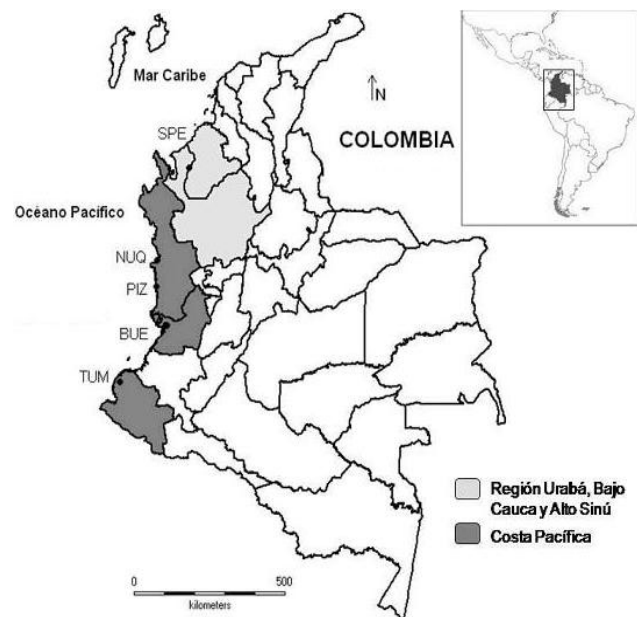 Mar Caribe
N
COLOMBIA
SPE
Océano Pacífico
NUQ
PIZ
BUE
TUM
Región Urabá, Bajo
Cauca y Alto Sinú
Costa Pacífica
0 500
kilometers